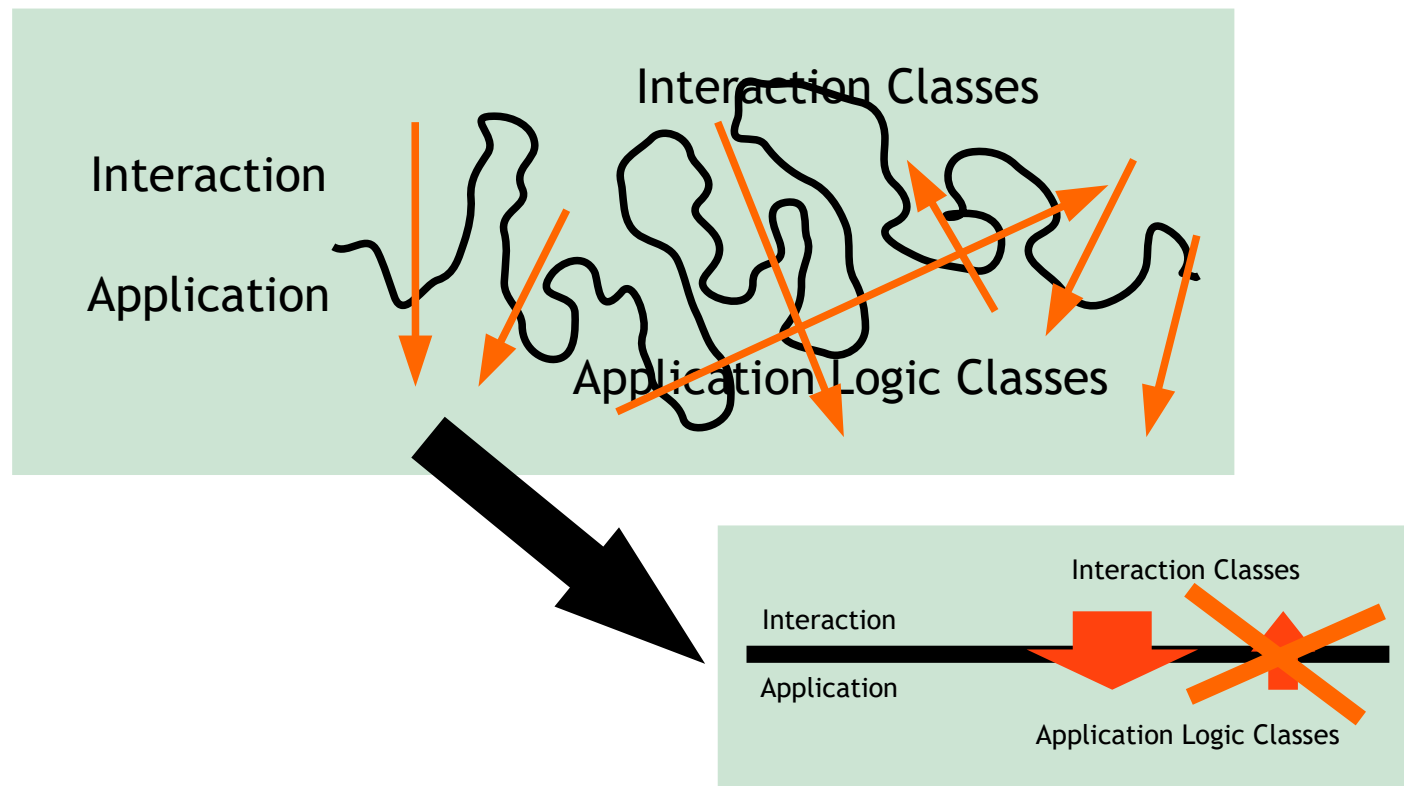 Interaction Classes
Interaction
Application
Application Logic Classes
Interaction Classes
Interaction
Application
Application Logic Classes